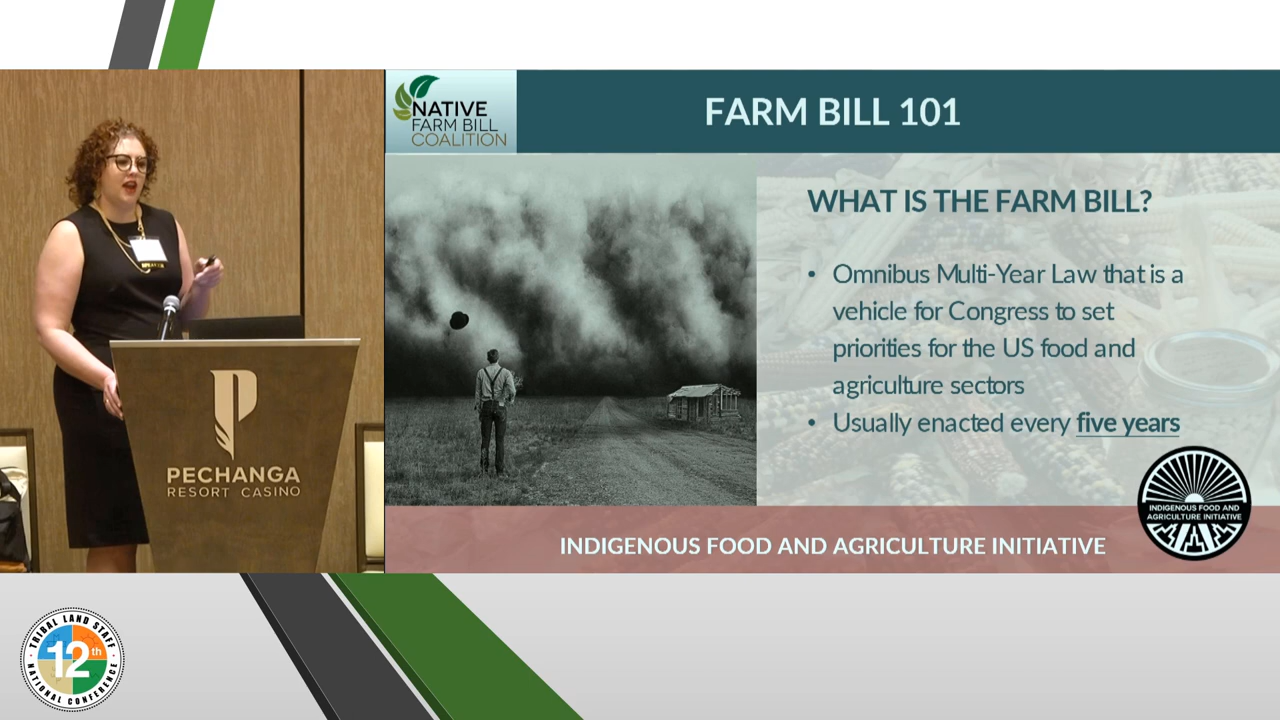 NATIVE
FARM BILL
COALITION
FARM BILL 101
WHAT IS THE FARM BILL?
• Omnibus Multi-Year Law that is a
vehicle for Congress to set
priorities for the US food and
agriculture sectors
• Usually enacted every five years
INDIGENOUS FOOD AND
AGRICULTURE INITIATIVE
INDIGENOUS FOOD AND AGRICULTURE INITIATIVE
SPEAKER
PECHANGA
RESORT CASINO
TRIBAL LAND STAFF
12th
NATIONAL CONFERENCE